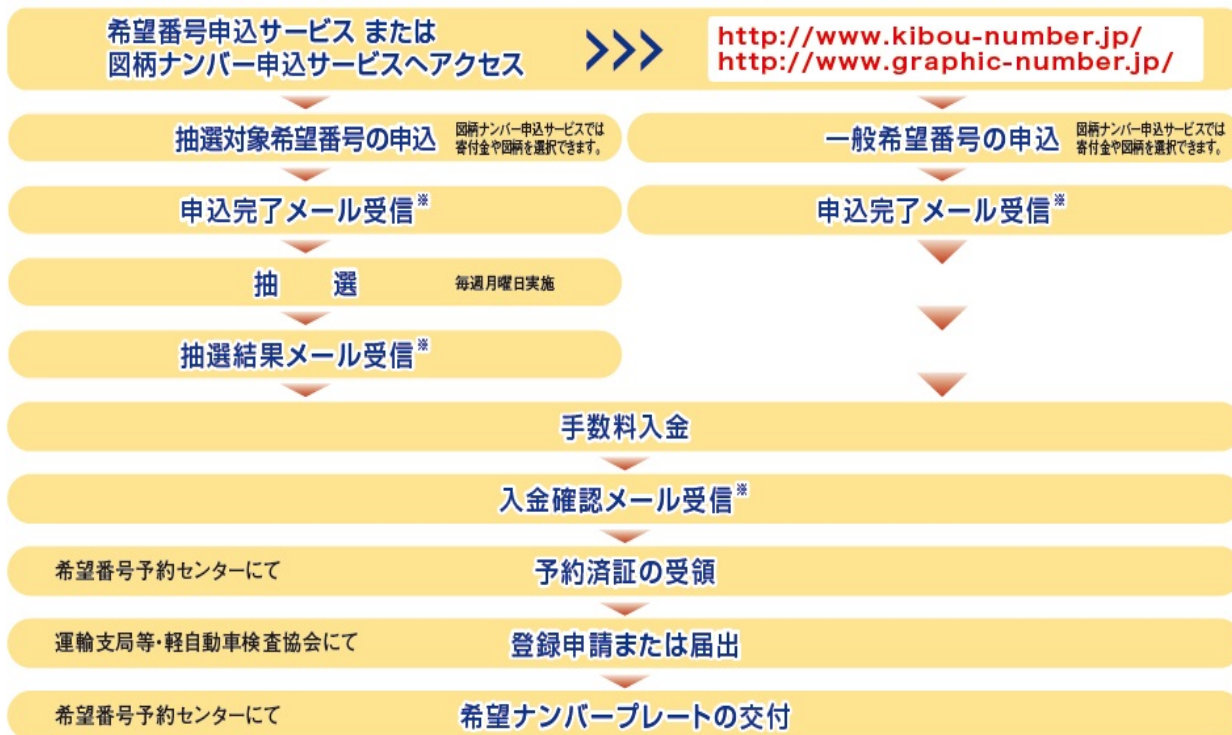 希望番号申込サービス または
図柄ナンバー申込サービスへアクセス
http://www.kibou-number.jp/
http://www.graphic-number.jp/
抽選対象希望番号の申込
図柄ナンバー申込サービスでは
寄付金や図柄を選択できます。
一般希望番号の申込
図柄ナンバー申込サービスでは
寄付金や図柄を選択できます。
申込完了メール受信※
申込完了メール受信※
抽 選 毎週月曜日実施
抽選結果メール受信※
手数料入金
入金確認メール受信※
希望番号予約センターにて 予約済証の受領
運輸支局等・軽自動車検査協会にて 登録申請または届出
希望番号予約センターにて 希望ナンバープレートの交付